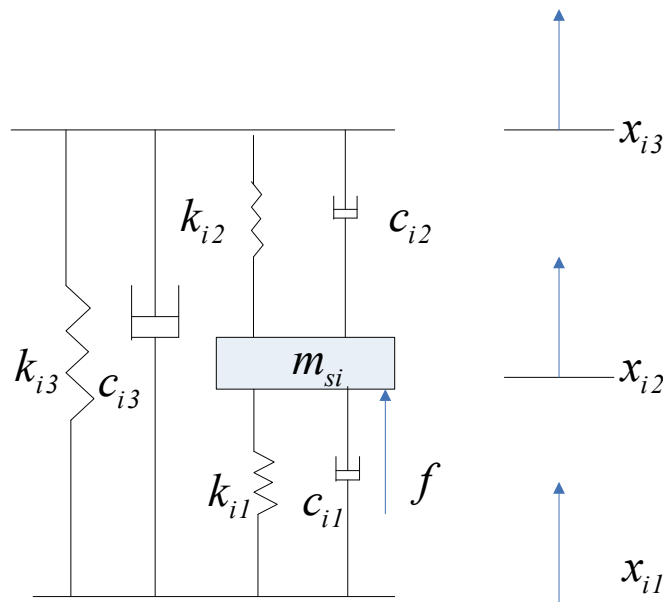 x_{i3}
k_{i2}
c_{i2}
m_{si}
k_{i3}
c_{i3}
x_{i2}
k_{i1}
c_{i1}
f
x_{i1}